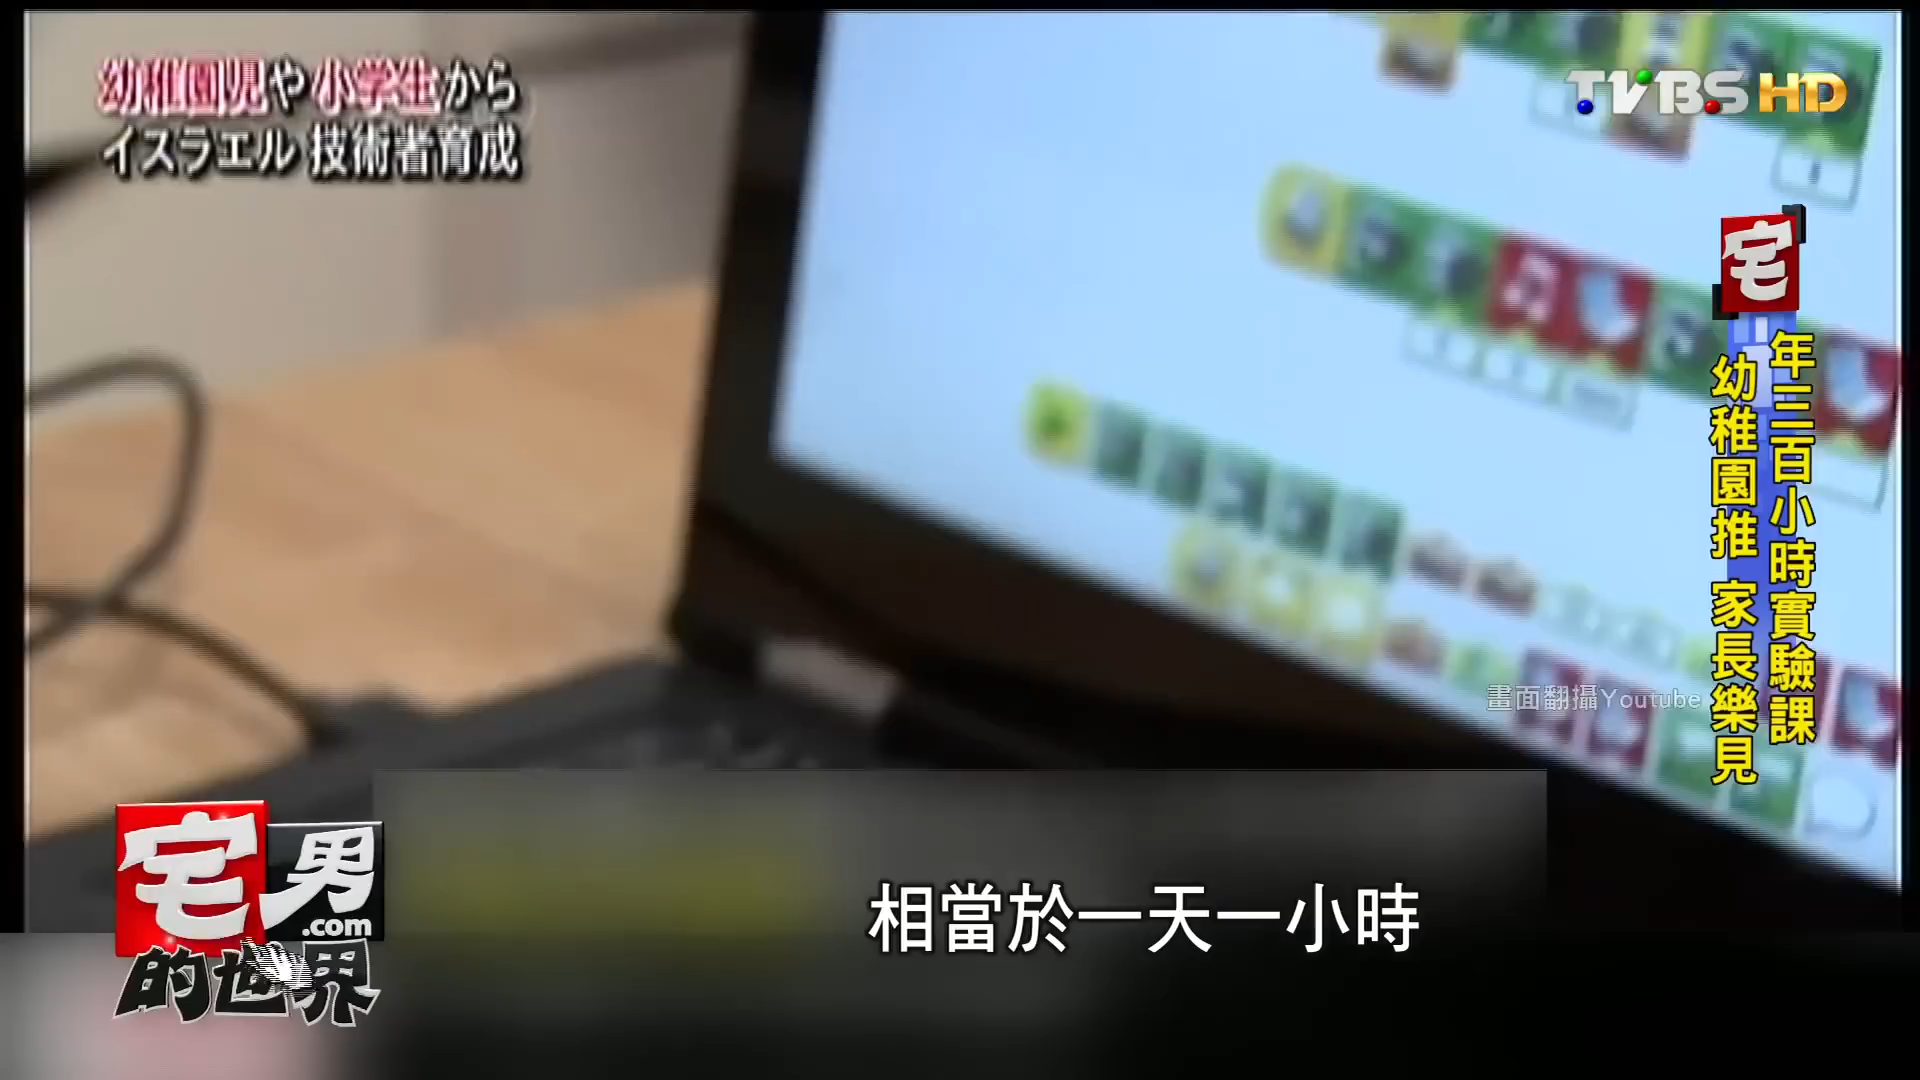 幼稚園児や小学生から
イスラエル 技術者育成
TVBS HD
宅
年三百小時實驗課
幼稚園推 家長樂見
畫面翻攝Youtube
宅男
.com
的世界
相當於一天一小時